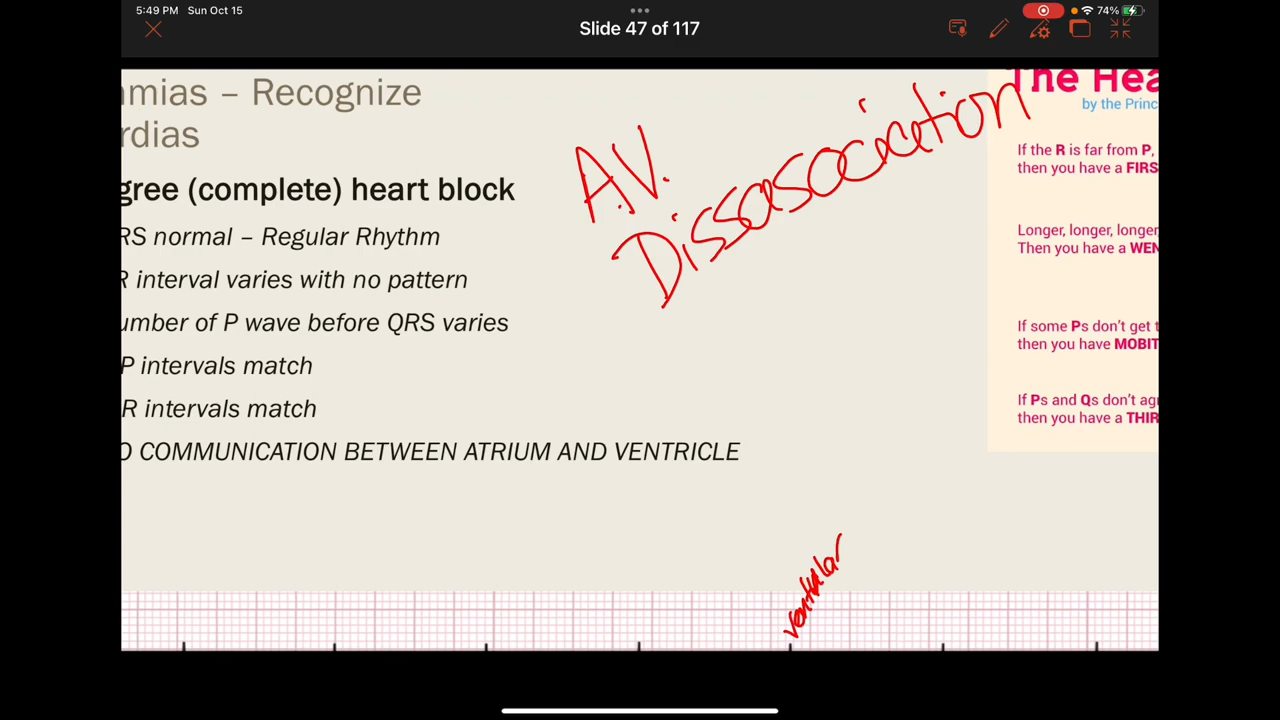 5:49 PM Sun Oct 15
74%
Slide 47 of 117
mias – Recognize
rdias
gree (complete) heart block
RS normal – Regular Rhythm
R interval varies with no pattern
umber of P wave before QRS varies
P intervals match
R intervals match
O COMMUNICATION BETWEEN ATRIUM AND VENTRICLE
A.V.
Dissasociation
The Hea
by the Princ
If the R is far from P,
then you have a FIRS
Longer, longer, longer
Then you have a WEN
If some Ps don't get t
then you have MOBIT
If Ps and Qs don't ag
then you have a THIR
ventricular